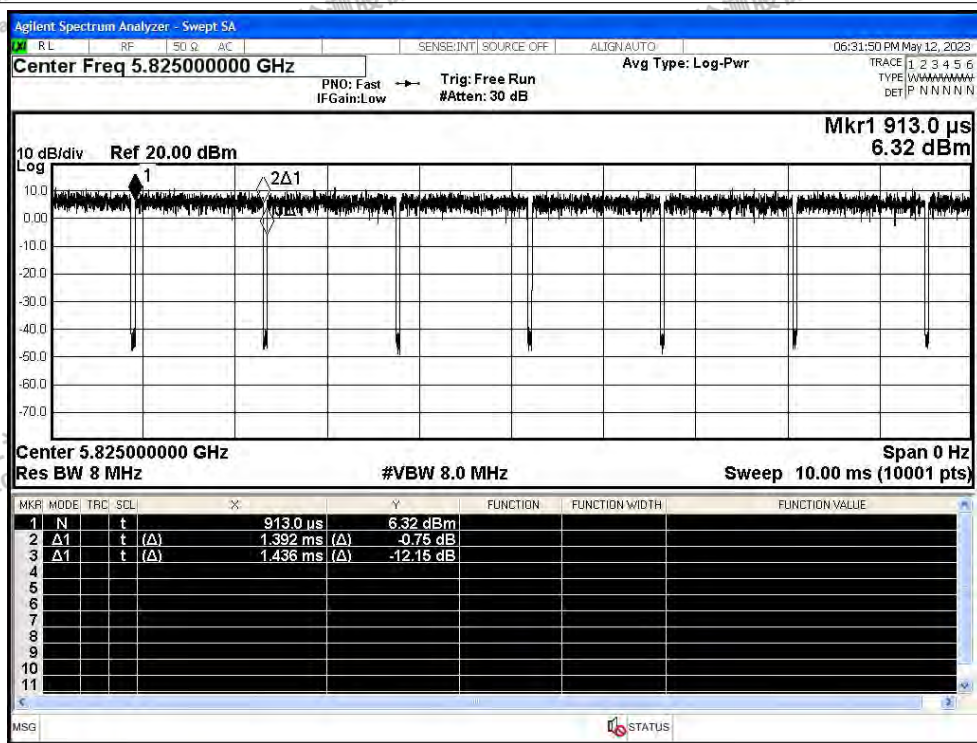 Agilent Spectrum Analyzer - Swept SA
LXI RL RF 50 Ω AC SENSE:INT SOURCE OFF ALIGN AUTO 06:31:50 PM May 12, 2023
Center Freq 5.825000000 GHz
PNO: Fast
IFGain:Low
Trig: Free Run
#Atten: 30 dB
Avg Type: Log-Pwr
TRACE 1 2 3 4 5 6
TYPE WWWWWW
DET P N N N N N
Mkr1 913.0 µs
6.32 dBm
10 dB/div Ref 20.00 dBm
Log
1
2Δ1
10.0
0.00
-10.0
-20.0
-30.0
-40.0
-50.0
-60.0
-70.0
Center 5.825000000 GHz Span 0 Hz
Res BW 8 MHz #VBW 8.0 MHz Sweep 10.00 ms (10001 pts)
MKR MODE TRC SCL X Y FUNCTION FUNCTION WIDTH FUNCTION VALUE
1 N t 913.0 µs 6.32 dBm
2 Δ1 t (Δ) 1.392 ms (Δ) -0.75 dB
3 Δ1 t (Δ) 1.436 ms (Δ) -12.15 dB
4
5
6
7
8
9
10
11
MSG STATUS